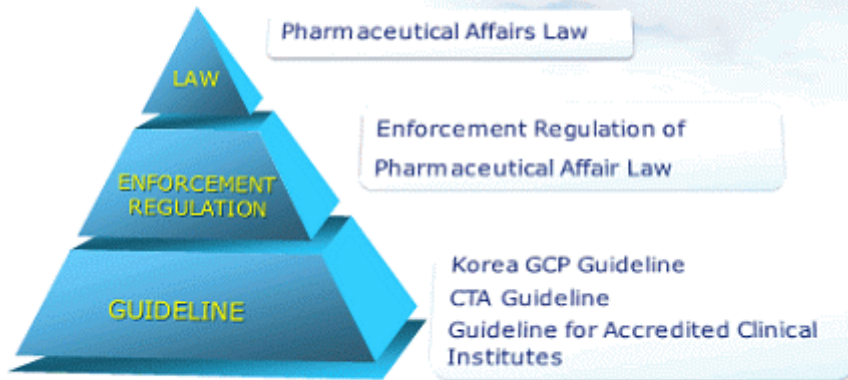 Pharmaceutical Affairs Law
LAW
Enforcement Regulation of
Pharmaceutical Affair Law
ENFORCEMENT
REGULATION
Korea GCP Guideline
CTA Guideline
Guideline for Accredited Clinical
Institutes
GUIDELINE